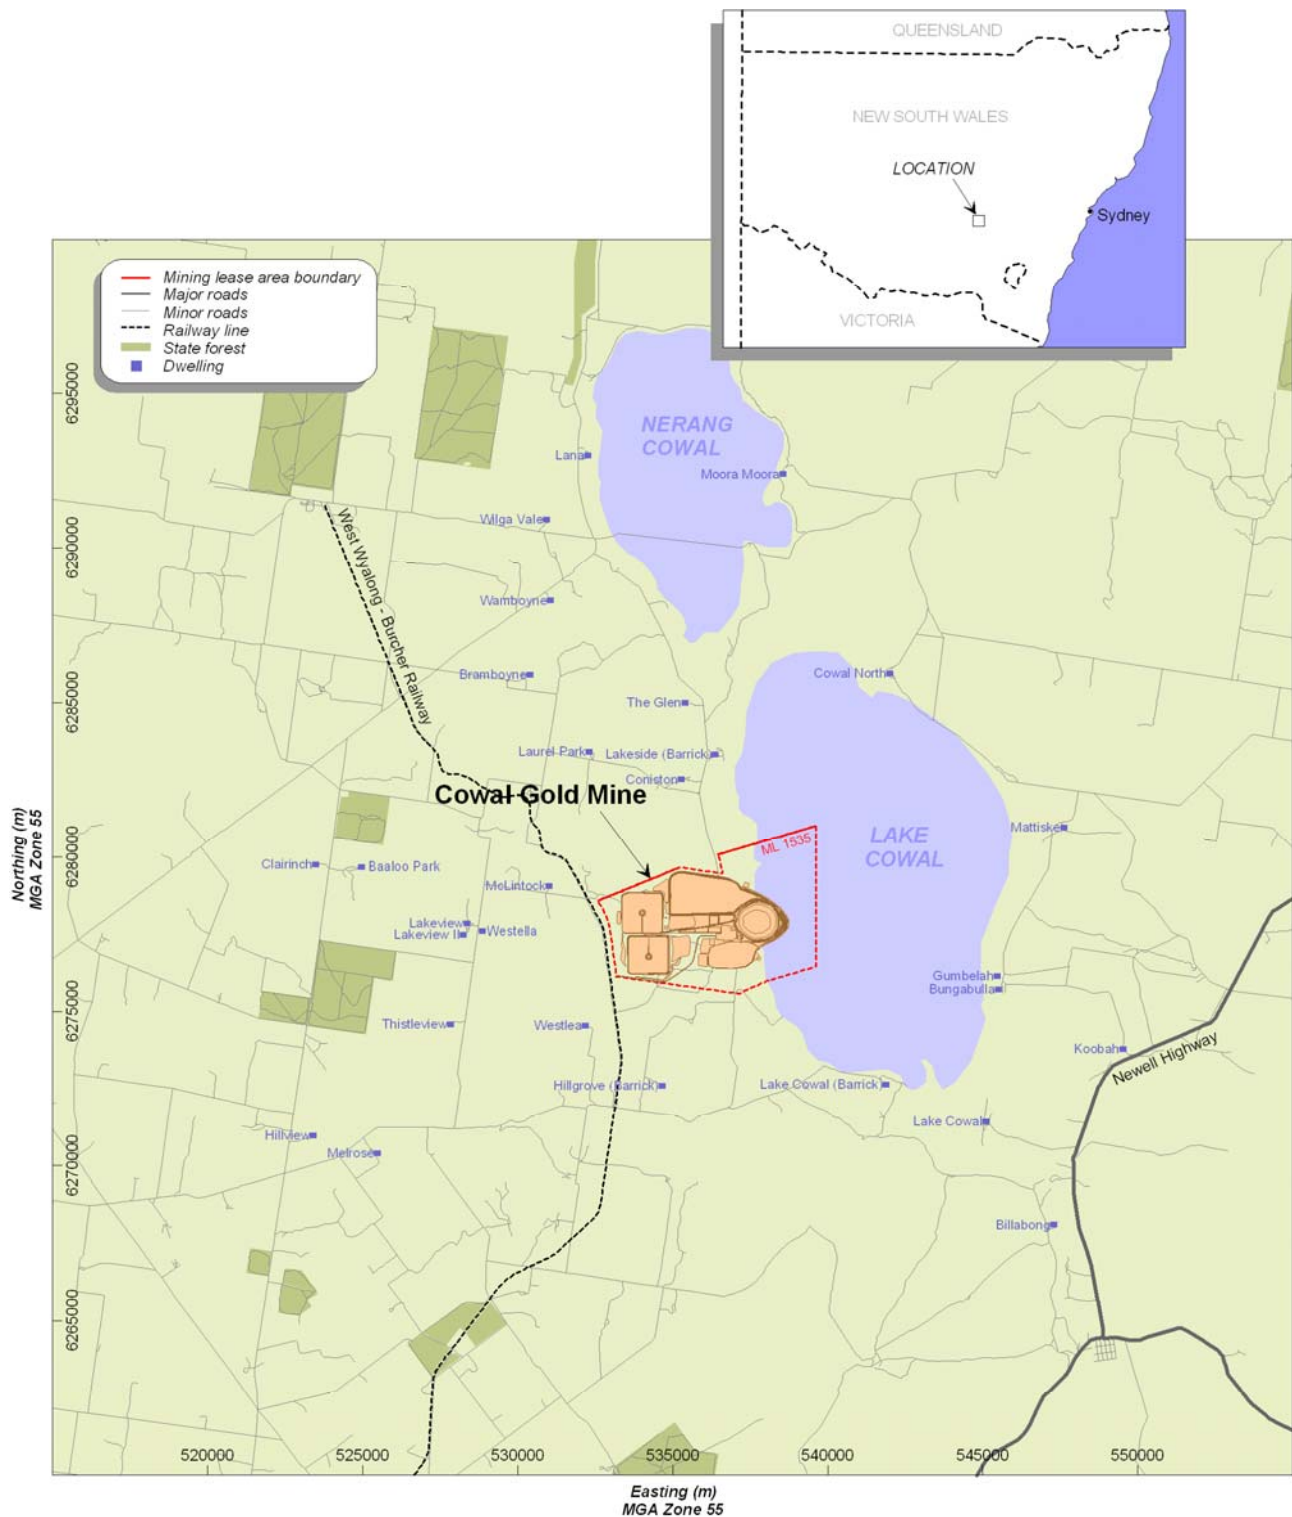 QUEENSLAND
NEW SOUTH WALES
LOCATION
Sydney
VICTORIA
Mining lease area boundary
Major roads
Minor roads
Railway line
State forest
Dwelling
6295000
NERANG
COWAL
Lana
Moora Moora
Wilga Vale
6290000
West Wyalong - Burcher Railway
Wamboyne
Bramboyne
Cowal North
6285000
The Glen
Laurel Park
Lakeside (Barrick)
Coniston
Cowal Gold Mine
Mattiske
LAKE
COWAL
ML 1535
6280000
Clairinch
Baaloo Park
McLintock
Northing (m)
MGA Zone 55
Lakeview
Lakeview II
Westella
Gumbelah
Bungabulla
6275000
Thistleview
Westlea
Koobah
Newell Highway
Hillgrove (Barrick)
Lake Cowal (Barrick)
Lake Cowal
Hillview
Melrose
6270000
Billabong
6265000
520000
525000
530000
535000
540000
545000
550000
Easting (m)
MGA Zone 55